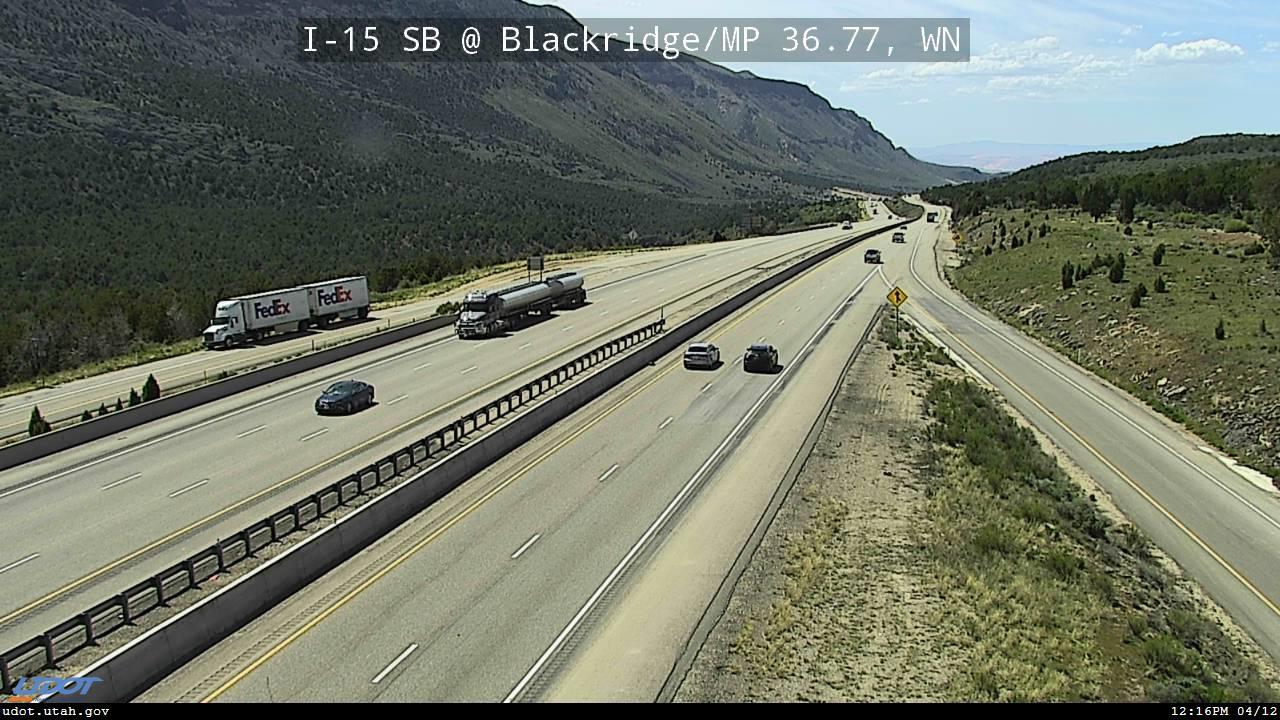 I-15 SB @ Blackridge/MP 36.77, WN
FedEx
FedEx
UDOT
udot.utah.gov
12:16PM 04/12